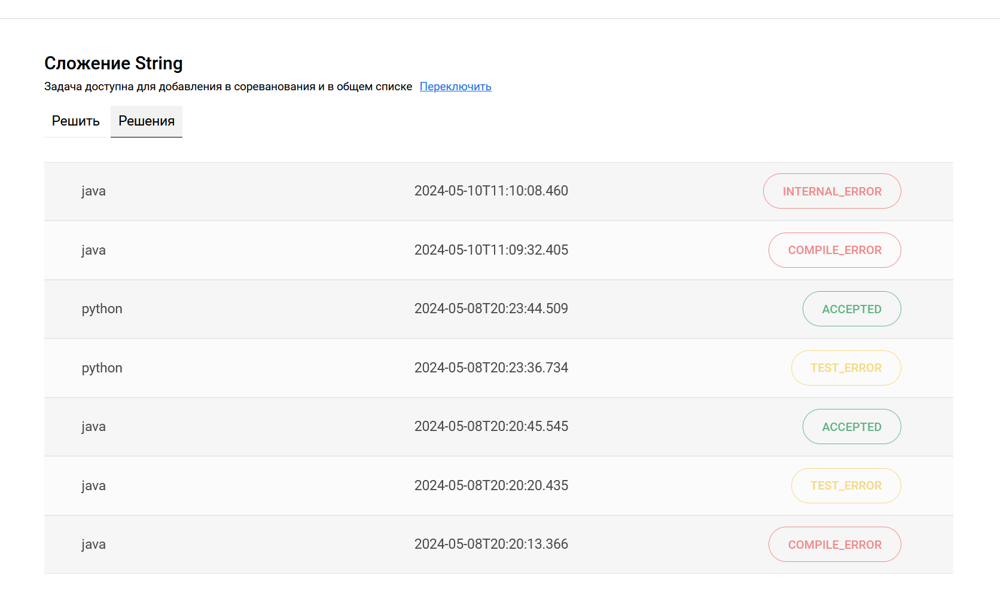 Сложение String
Задача доступна для добавления в сореванования и в общем списке Переключить
Решить Решения
java 2024-05-10T11:10:08.460 INTERNAL_ERROR
java 2024-05-10T11:09:32.405 COMPILE_ERROR
python 2024-05-08T20:23:44.509 ACCEPTED
python 2024-05-08T20:23:36.734 TEST_ERROR
java 2024-05-08T20:20:45.545 ACCEPTED
java 2024-05-08T20:20:20.435 TEST_ERROR
java 2024-05-08T20:20:13.366 COMPILE_ERROR